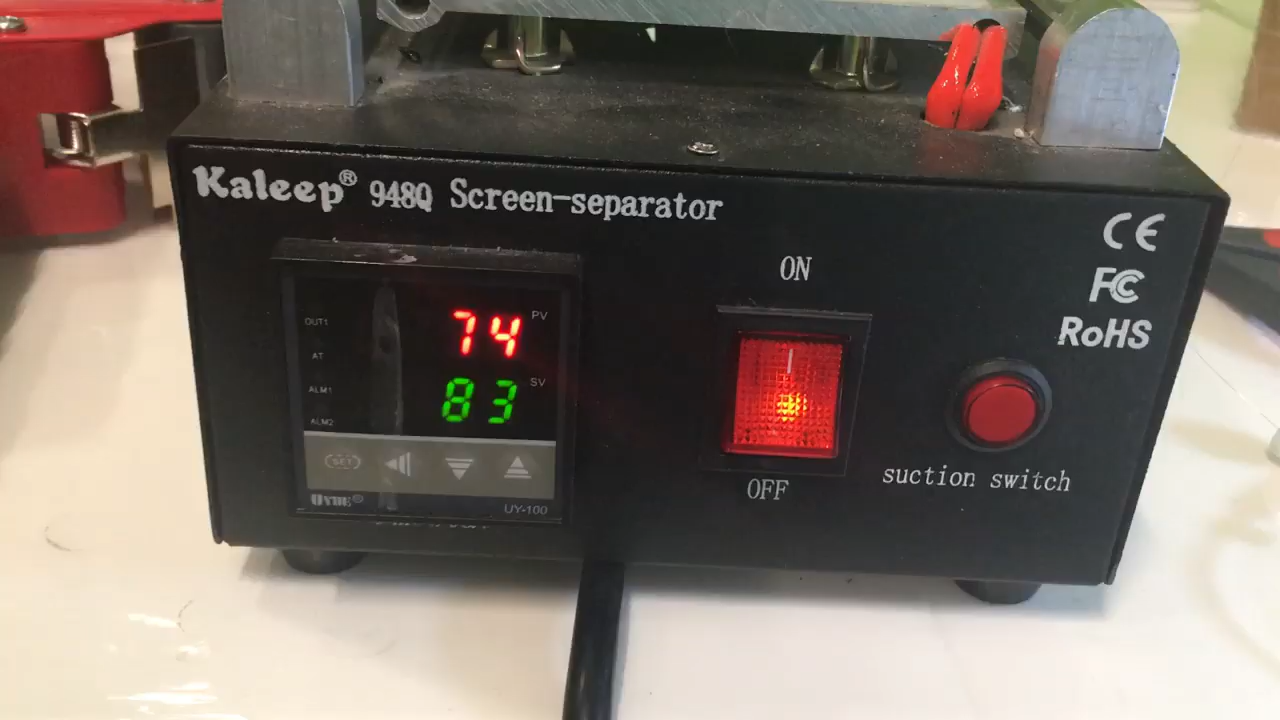 Kaleep® 948Q Screen-separator
CE
FC
RoHS
OUT1
AT
ALM1
ALM2
74 PV
83 SV
SET
UY-100
ON
OFF
suction switch